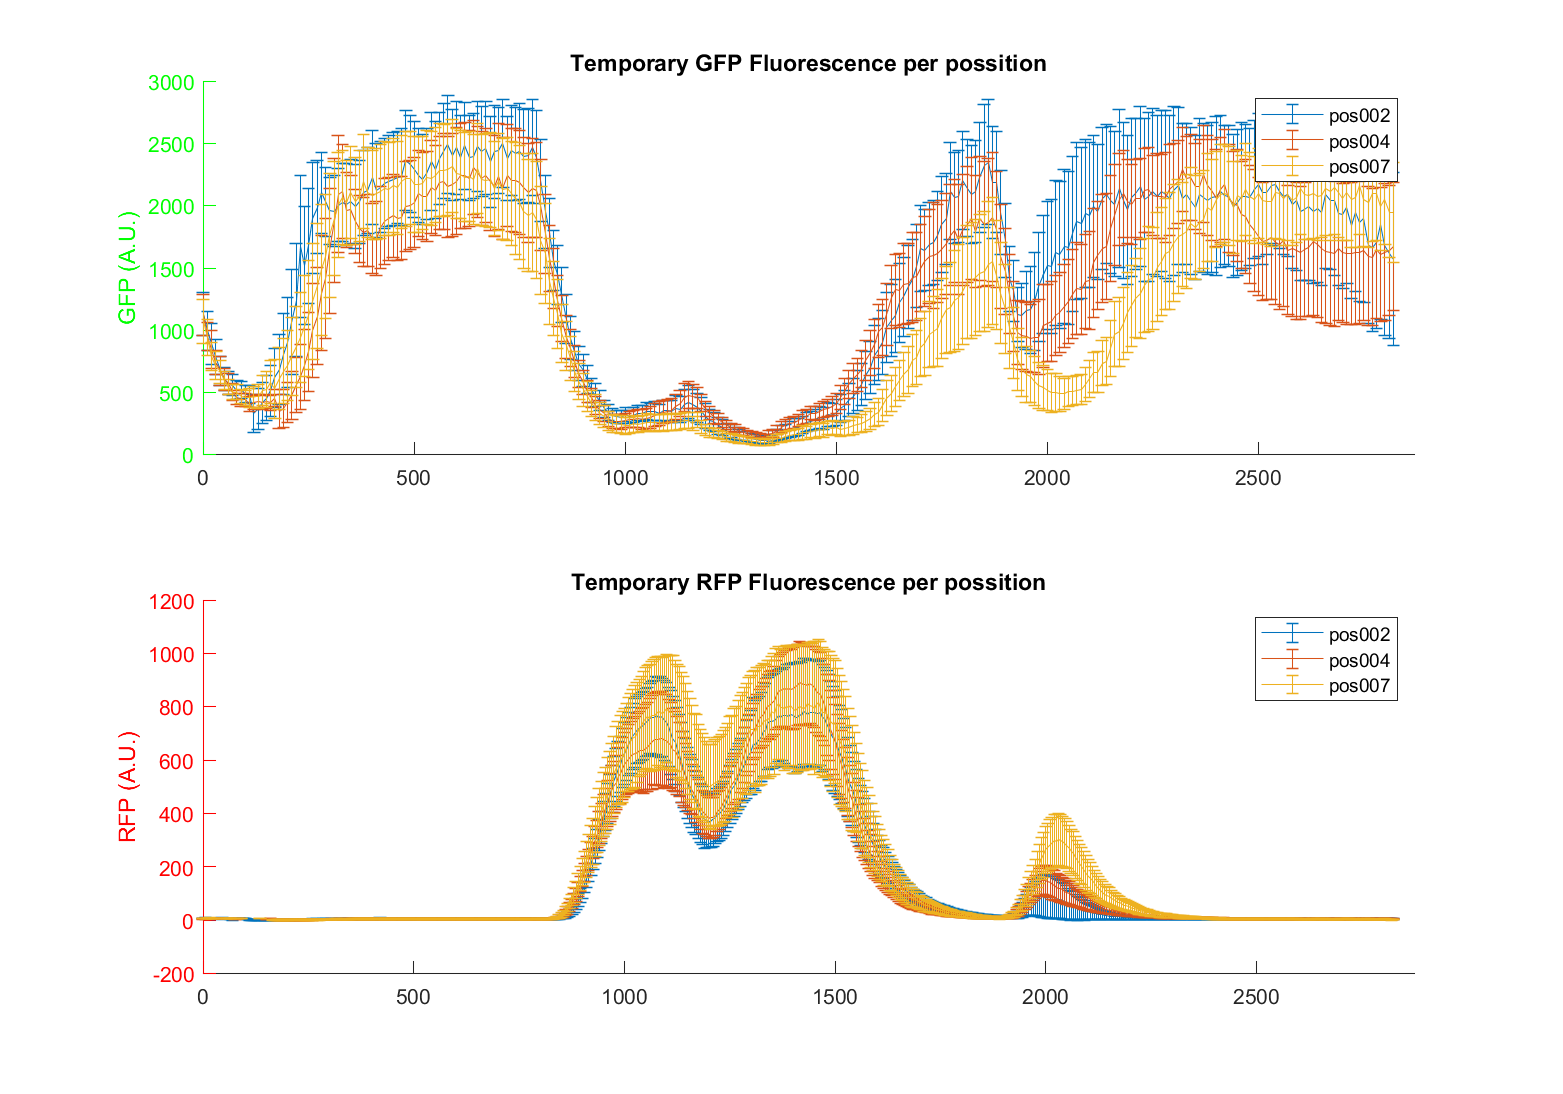 Temporary GFP Fluorescence per possition
3000
2500
2000
1500
1000
500
0
GFP (A.U.)
0 500 1000 1500 2000 2500
pos002
pos004
pos007
Temporary RFP Fluorescence per possition
1200
1000
800
600
400
200
0
-200
RFP (A.U.)
0 500 1000 1500 2000 2500
pos002
pos004
pos007